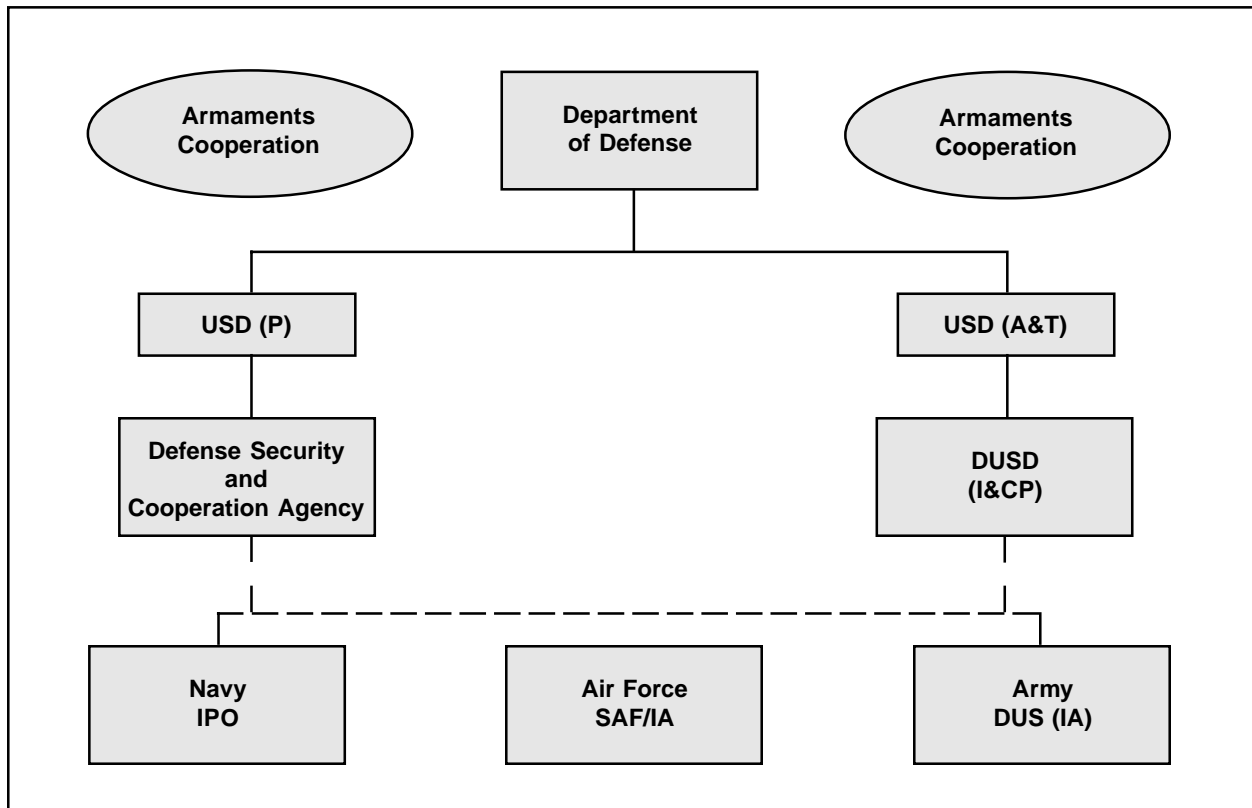 Armaments
Cooperation
Department
of Defense
Armaments
Cooperation
USD (P)
USD (A&T)
Defense Security
and
Cooperation Agency
DUSD
(I&CP)
Navy
IPO
Air Force
SAF/IA
Army
DUS (IA)